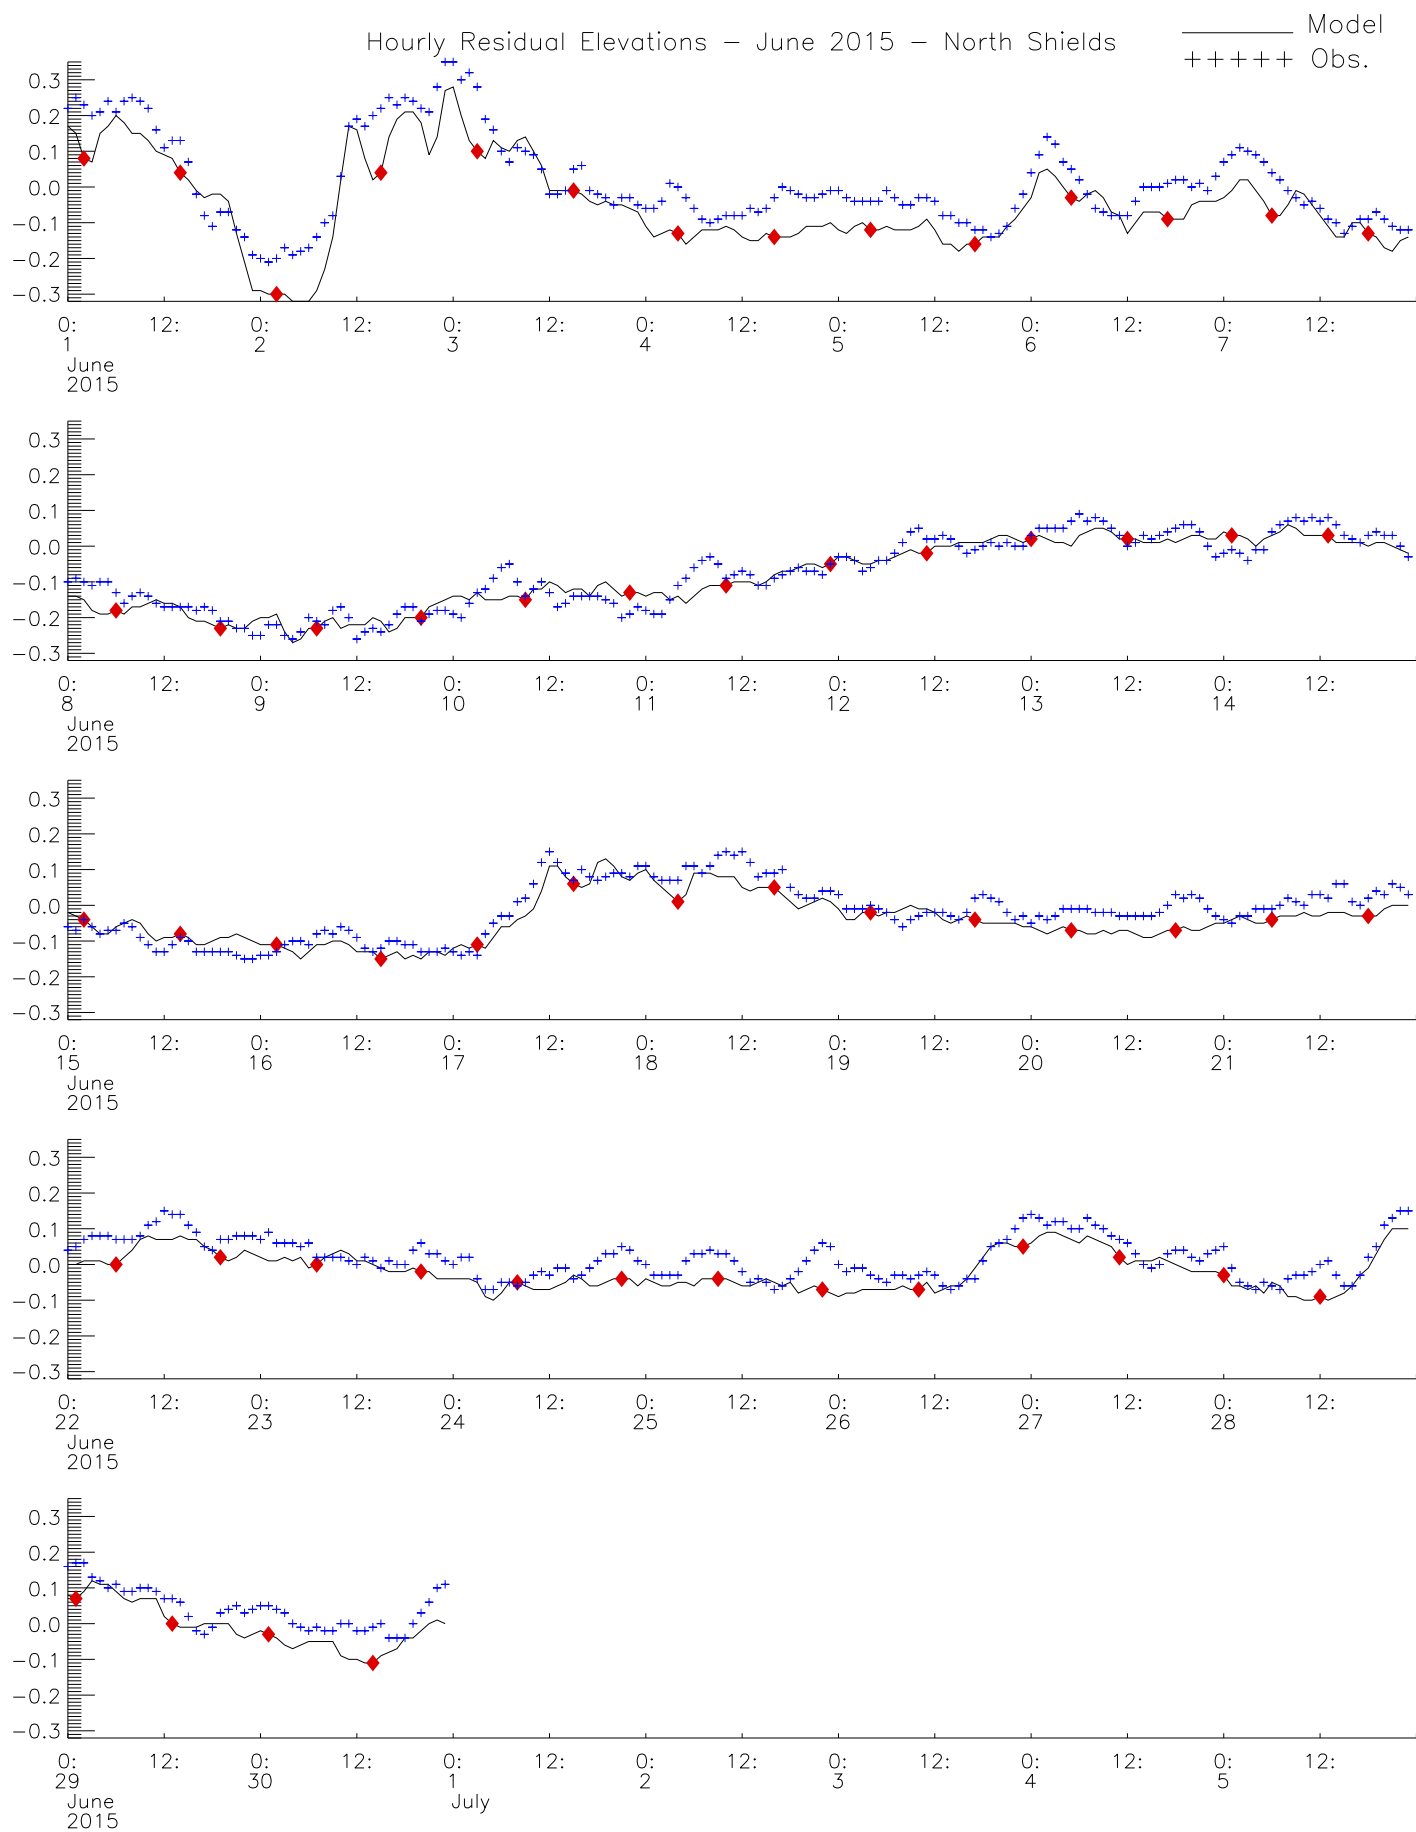 Hourly Residual Elevations − June 2015 − North Shields
Model
+++++ Obs.
0.3
0.2
0.1
0.0
−0.1
−0.2
−0.3
0: 12: 0: 12: 0: 12: 0: 12: 0: 12: 0: 12: 0: 12:
1 2 3 4 5 6 7
June
2015
0.3
0.2
0.1
0.0
−0.1
−0.2
−0.3
0: 12: 0: 12: 0: 12: 0: 12: 0: 12: 0: 12: 0: 12:
8 9 10 11 12 13 14
June
2015
0.3
0.2
0.1
0.0
−0.1
−0.2
−0.3
0: 12: 0: 12: 0: 12: 0: 12: 0: 12: 0: 12: 0: 12:
15 16 17 18 19 20 21
June
2015
0.3
0.2
0.1
0.0
−0.1
−0.2
−0.3
0: 12: 0: 12: 0: 12: 0: 12: 0: 12: 0: 12: 0: 12:
22 23 24 25 26 27 28
June
2015
0.3
0.2
0.1
0.0
−0.1
−0.2
−0.3
0: 12: 0: 12: 0: 12: 0: 12: 0: 12: 0: 12: 0: 12:
29 30 1 2 3 4 5
June July
2015